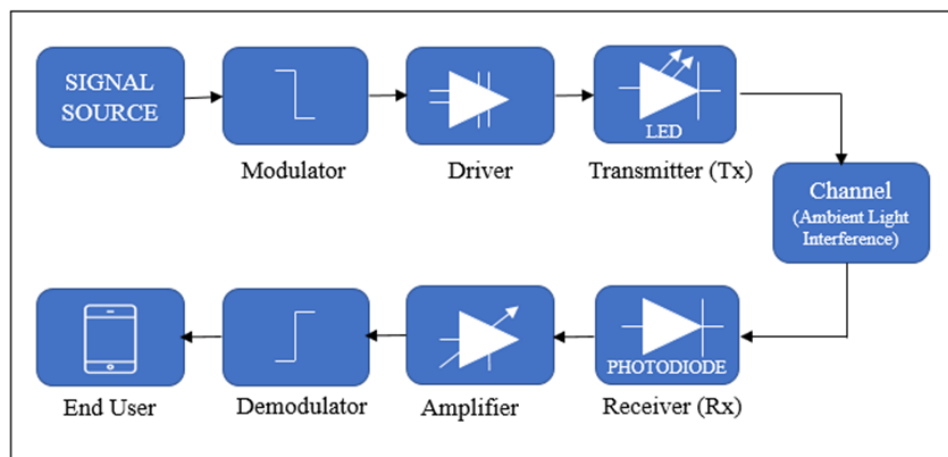 SIGNAL
SOURCE
LED
Modulator
Driver
Transmitter (Tx)
Channel
(Ambient Light
Interference)
PHOTODIODE
End User
Demodulator
Amplifier
Receiver (Rx)